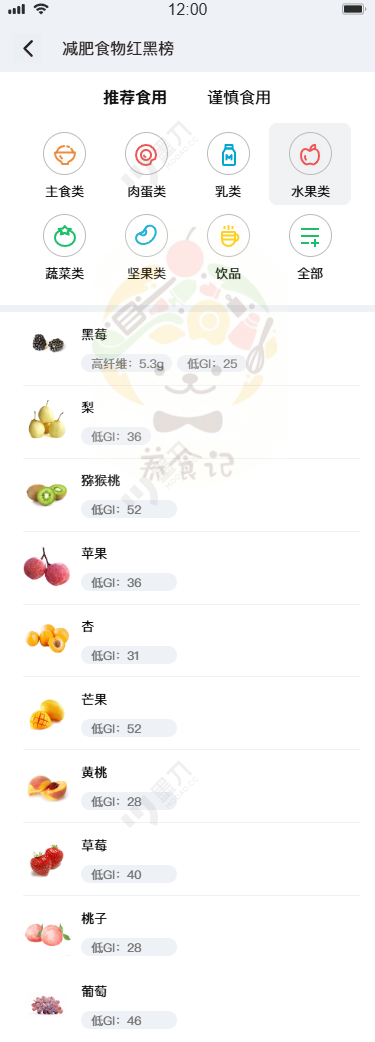 12:00
减肥食物红黑榜
推荐食用 谨慎食用
主食类 肉蛋类 乳类 水果类
蔬菜类 坚果类 饮品 全部
黑莓
高纤维：5.3g 低GI：25
梨
低GI：36
养食记
猕猴桃
低GI：52
苹果
低GI：36
杏
低GI：31
芒果
低GI：52
黄桃
低GI：28
草莓
低GI：40
桃子
低GI：28
葡萄
低GI：46